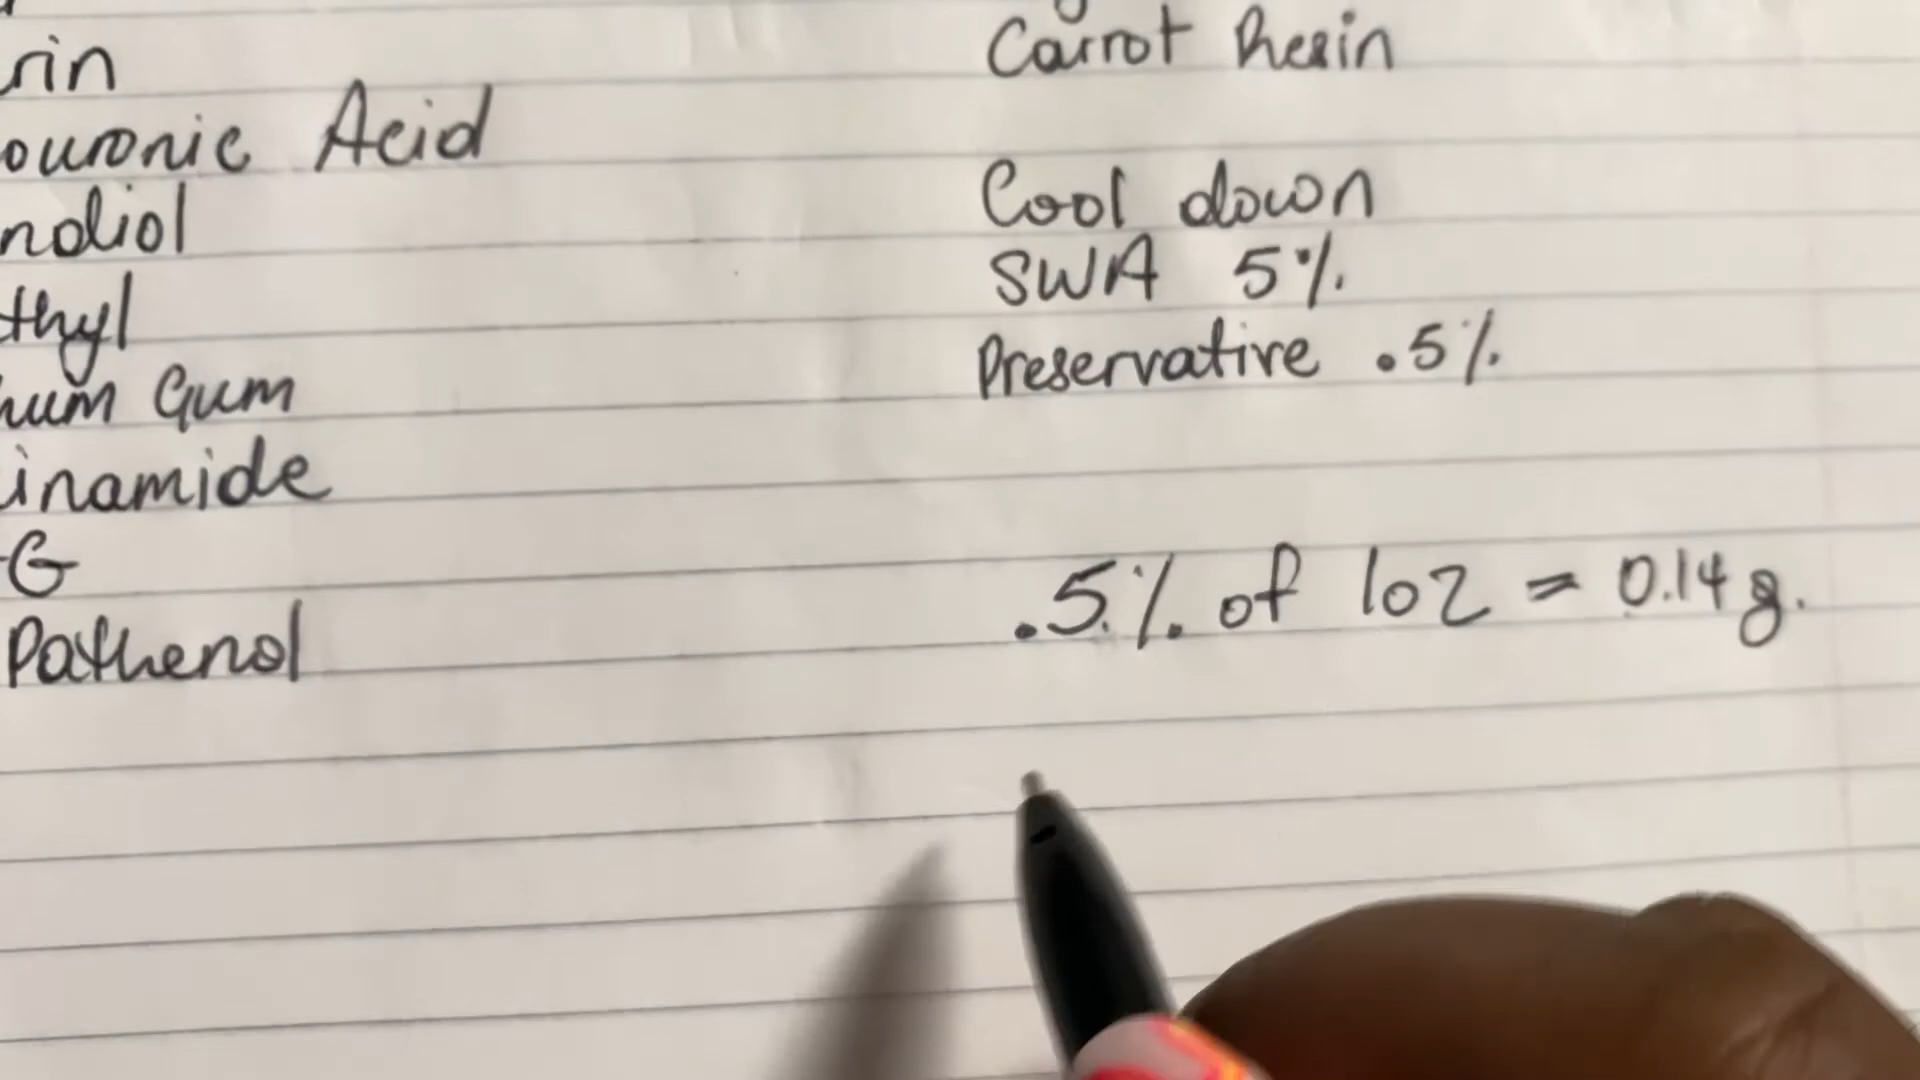 rin
ouronic Acid
ndiol
thyl
hum Gum
inamide
G
Pathenol
Carrot Resin
Cool down
SWA 5%
Preservative .5%
.5% of 1oz = 0.14g.